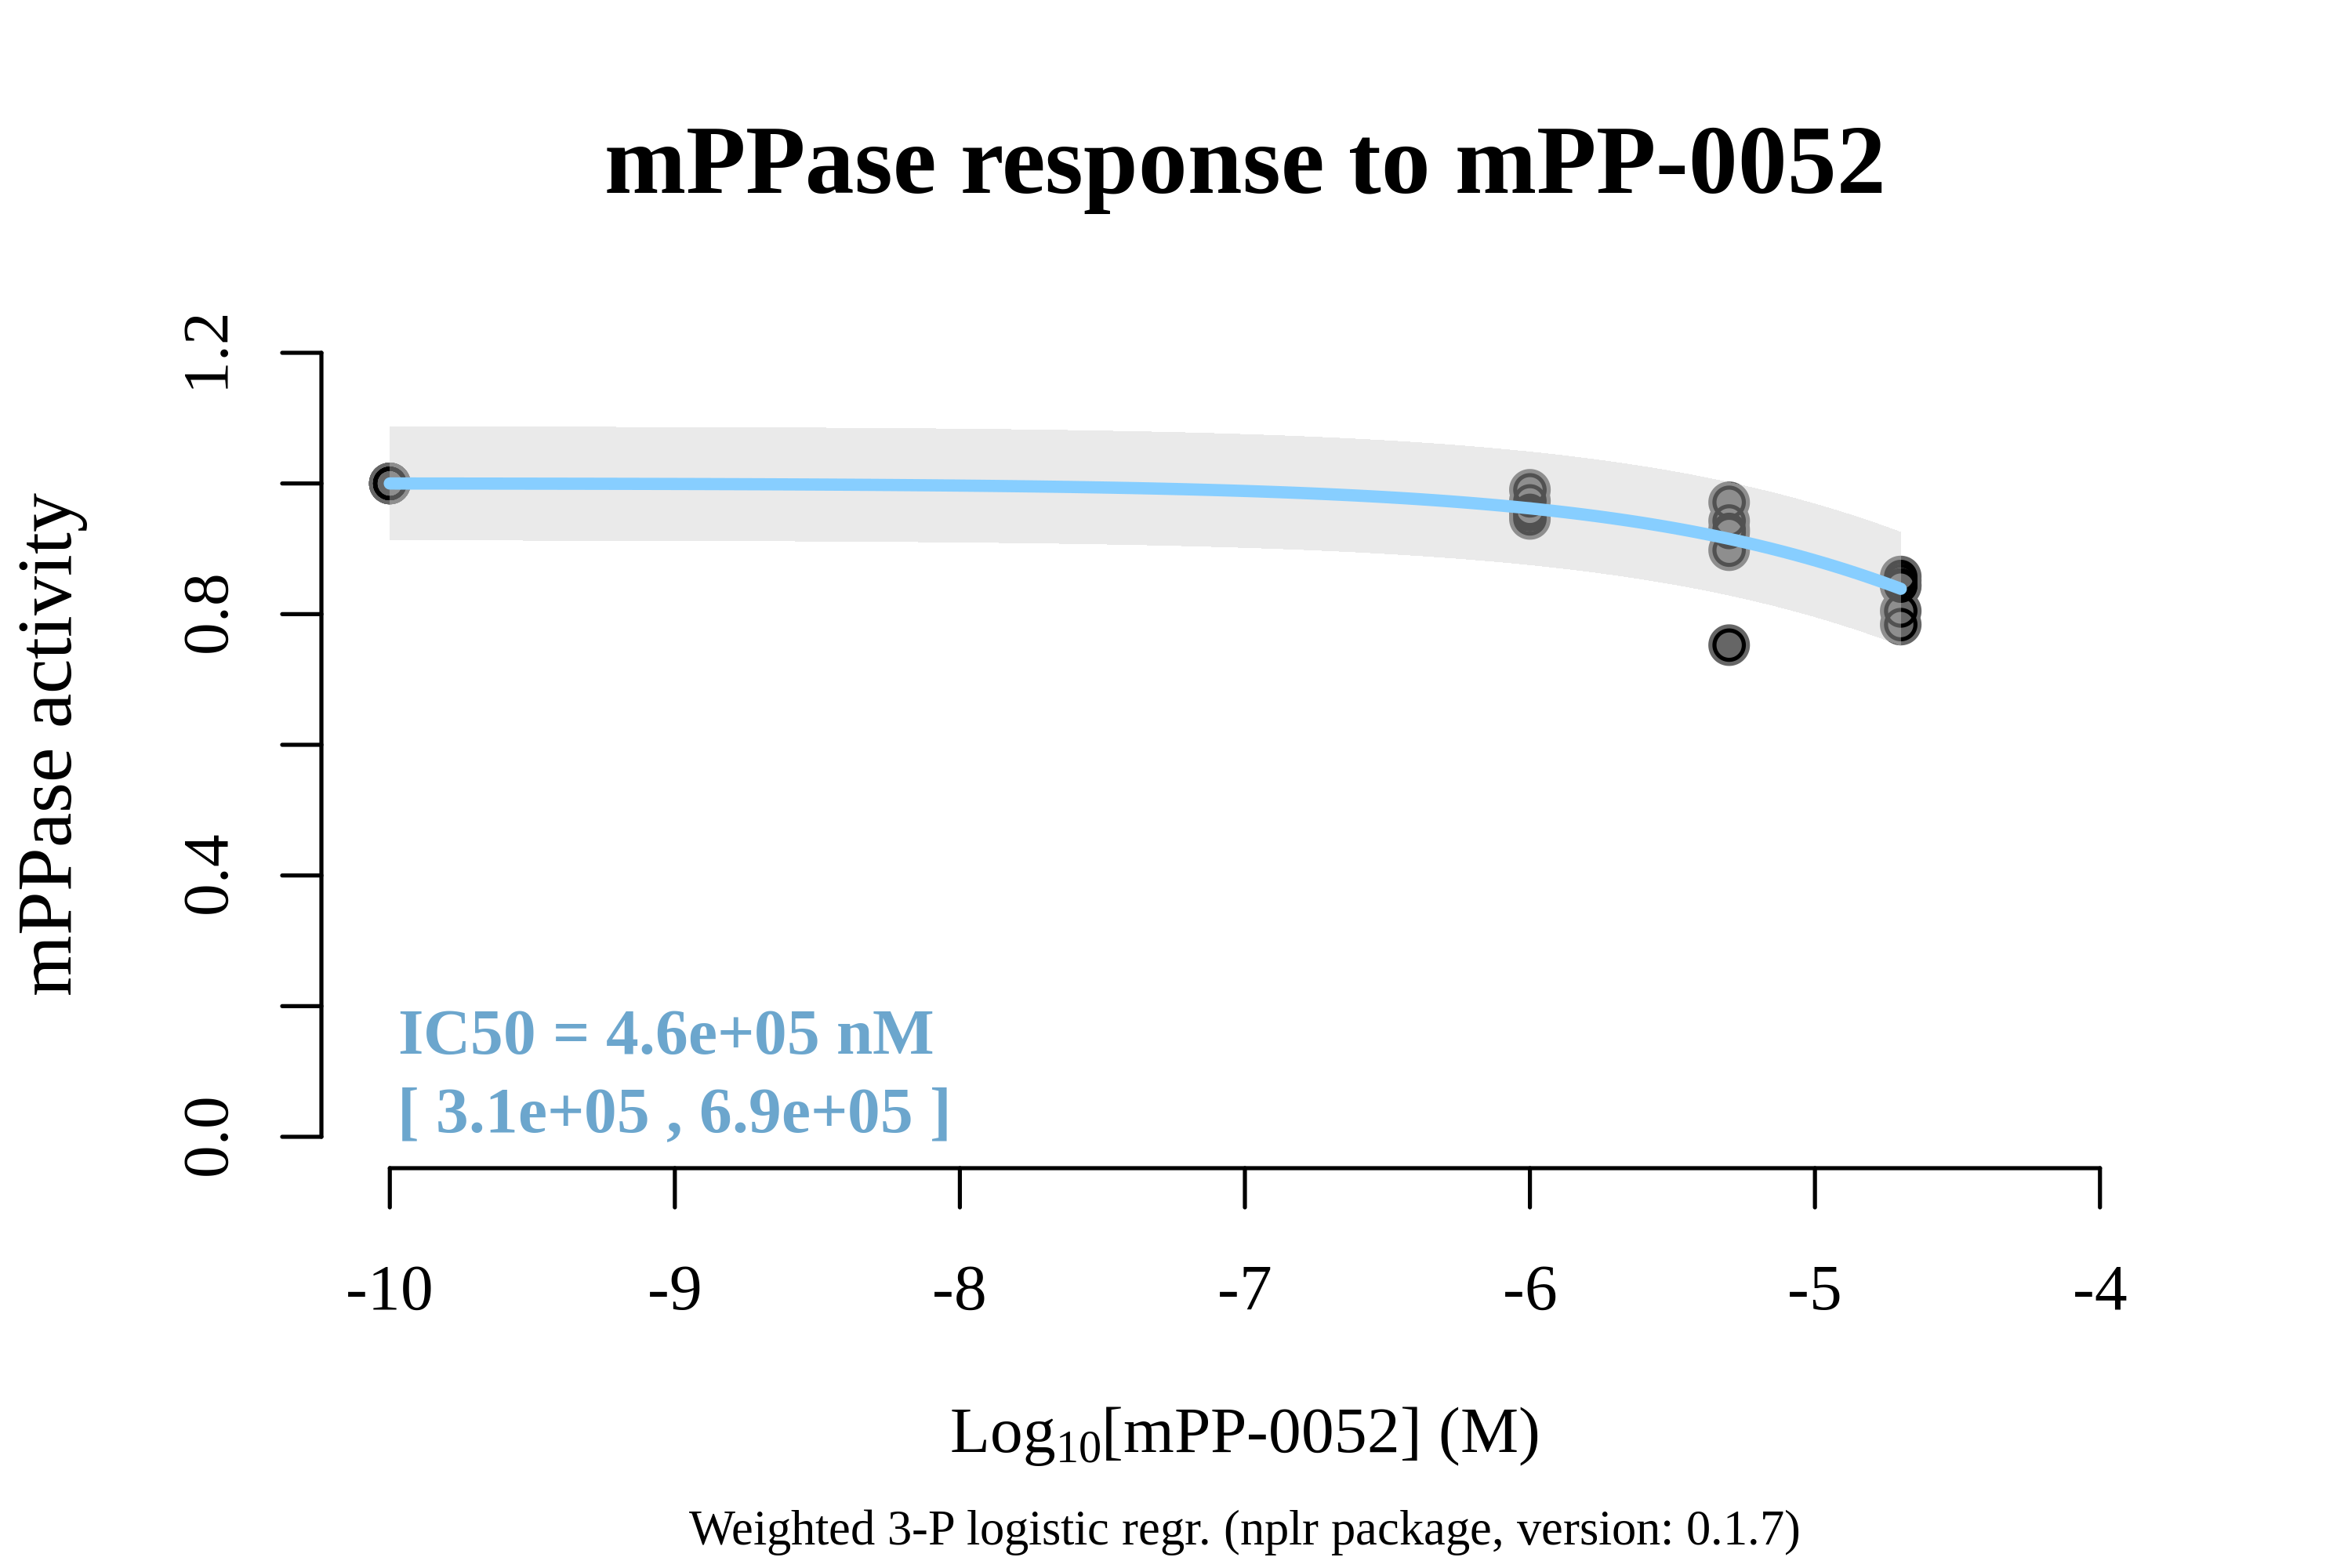 mPPase response to mPP-0052
mPPase activity
1.2
0.8
0.4
0.0
IC50 = 4.6e+05 nM
[ 3.1e+05 , 6.9e+05 ]
-10 -9 -8 -7 -6 -5 -4
Log10[mPP-0052] (M)
Weighted 3-P logistic regr. (nplr package, version: 0.1.7)